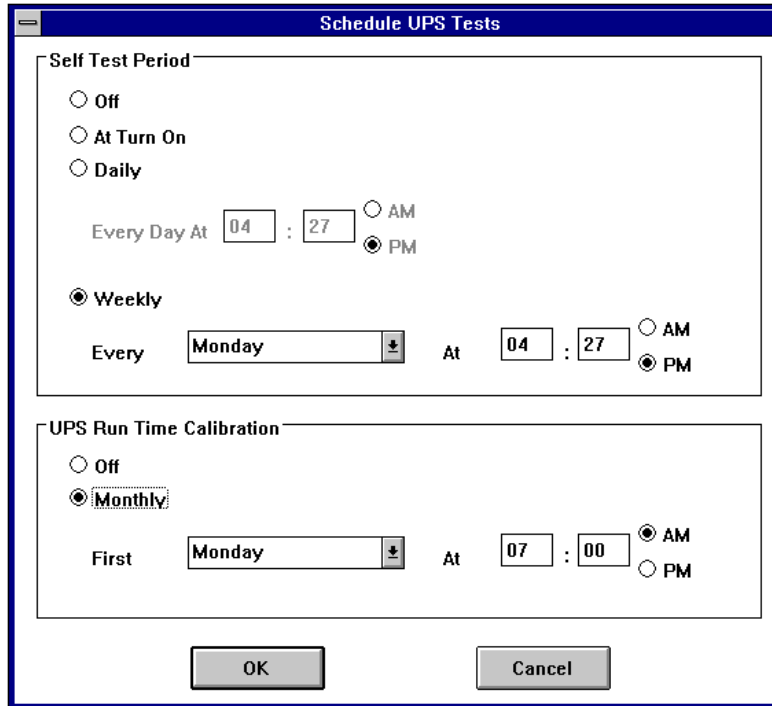 Schedule UPS Tests
Self Test Period
Off
At Turn On
Daily
Every Day At 04 : 27 AM
PM
Weekly
Every Monday At 04 : 27 AM
PM
UPS Run Time Calibration
Off
Monthly
First Monday At 07 : 00 AM
PM
OK Cancel